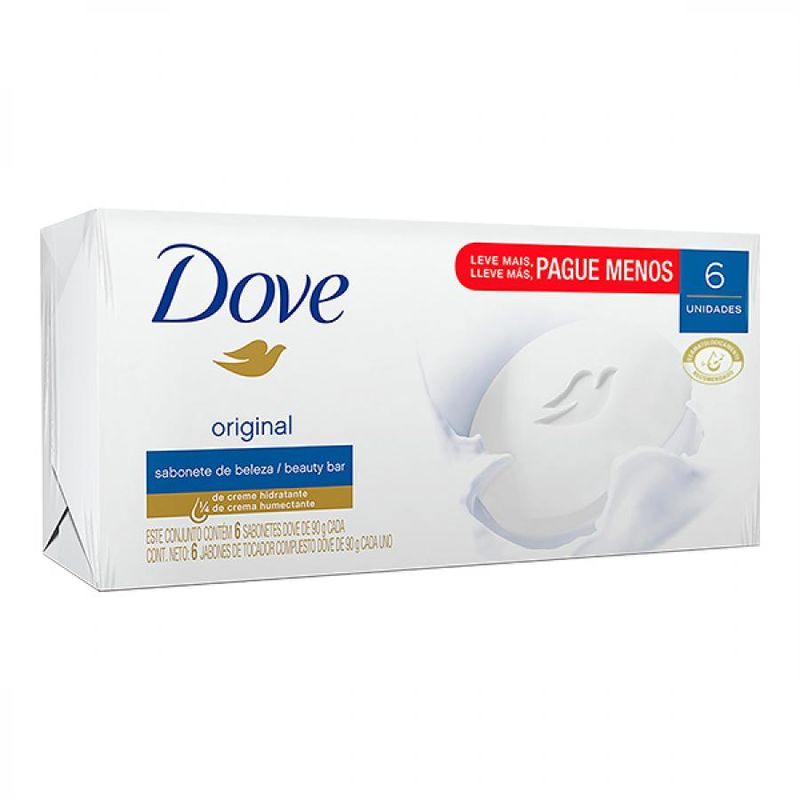 Dove
original
sabonete de beleza / beauty bar
de creme hidratante
¼ de crema humectante
ESTE CONJUNTO CONTÉM 6 SABONETES DOVE DE 90 g CADA
CONT. NETO: 6 JABONES DE TOCADOR COMPUESTO DOVE DE 90 g CADA UNO
LEVE MAIS,
LLEVE MÁS, PAGUE MENOS
6
UNIDADES
DERMATOLOGICAMENTE
RECOMENDADO